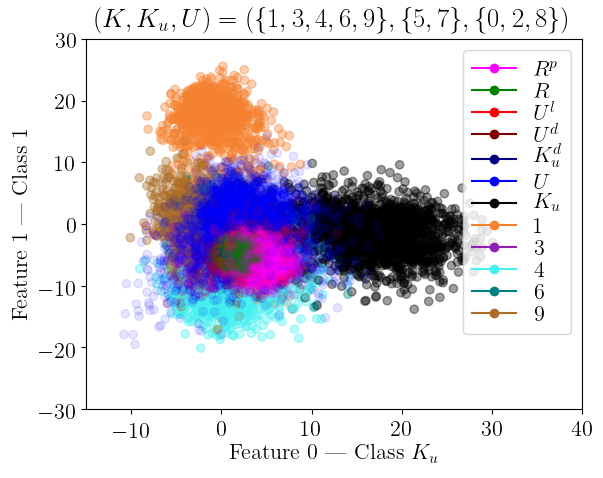 (K, K_u, U) = ({1, 3, 4, 6, 9}, {5, 7}, {0, 2, 8})
30
20
10
0
−10
−20
−30
Feature 1 — Class 1
R^p
R
U^l
U^d
K_u^d
U
K_u
1
3
4
6
9
−10 0 10 20 30 40
Feature 0 — Class K_u